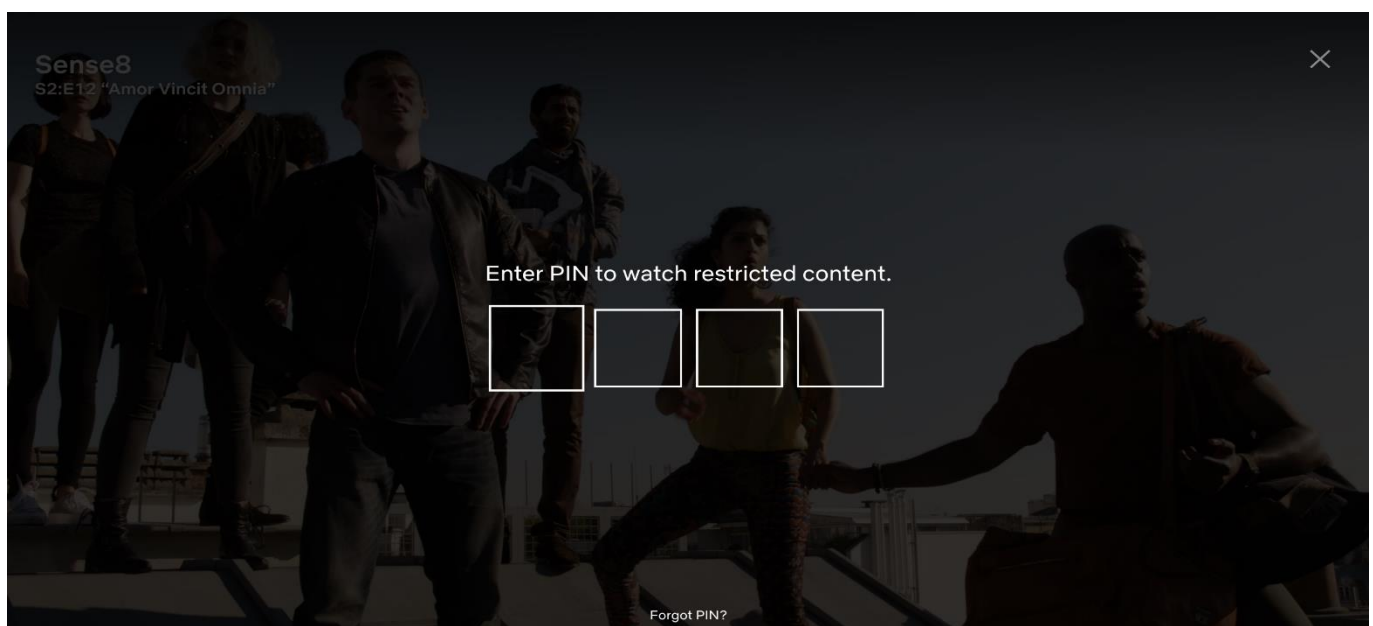 Sense8
S2:E12 “Amor Vincit Omnia”
Enter PIN to watch restricted content.
Forgot PIN?